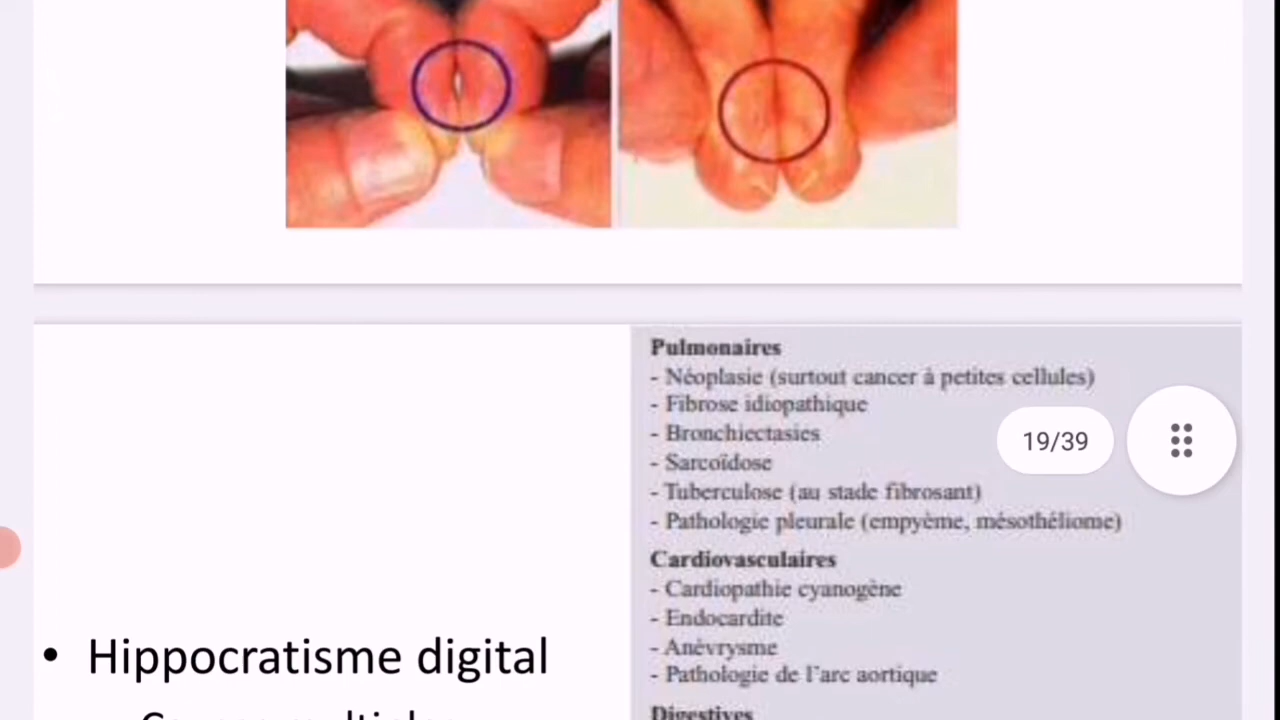 Pulmonaires
- Néoplasie (surtout cancer à petites cellules)
- Fibrose idiopathique
- Bronchiectasies
- Sarcoïdose
- Tuberculose (au stade fibrosant)
- Pathologie pleurale (empyème, mésothéliome)
19/39
Cardiovasculaires
- Cardiopathie cyanogène
- Endocardite
- Anévrysme
- Pathologie de l'arc aortique
Digestives
• Hippocratisme digital